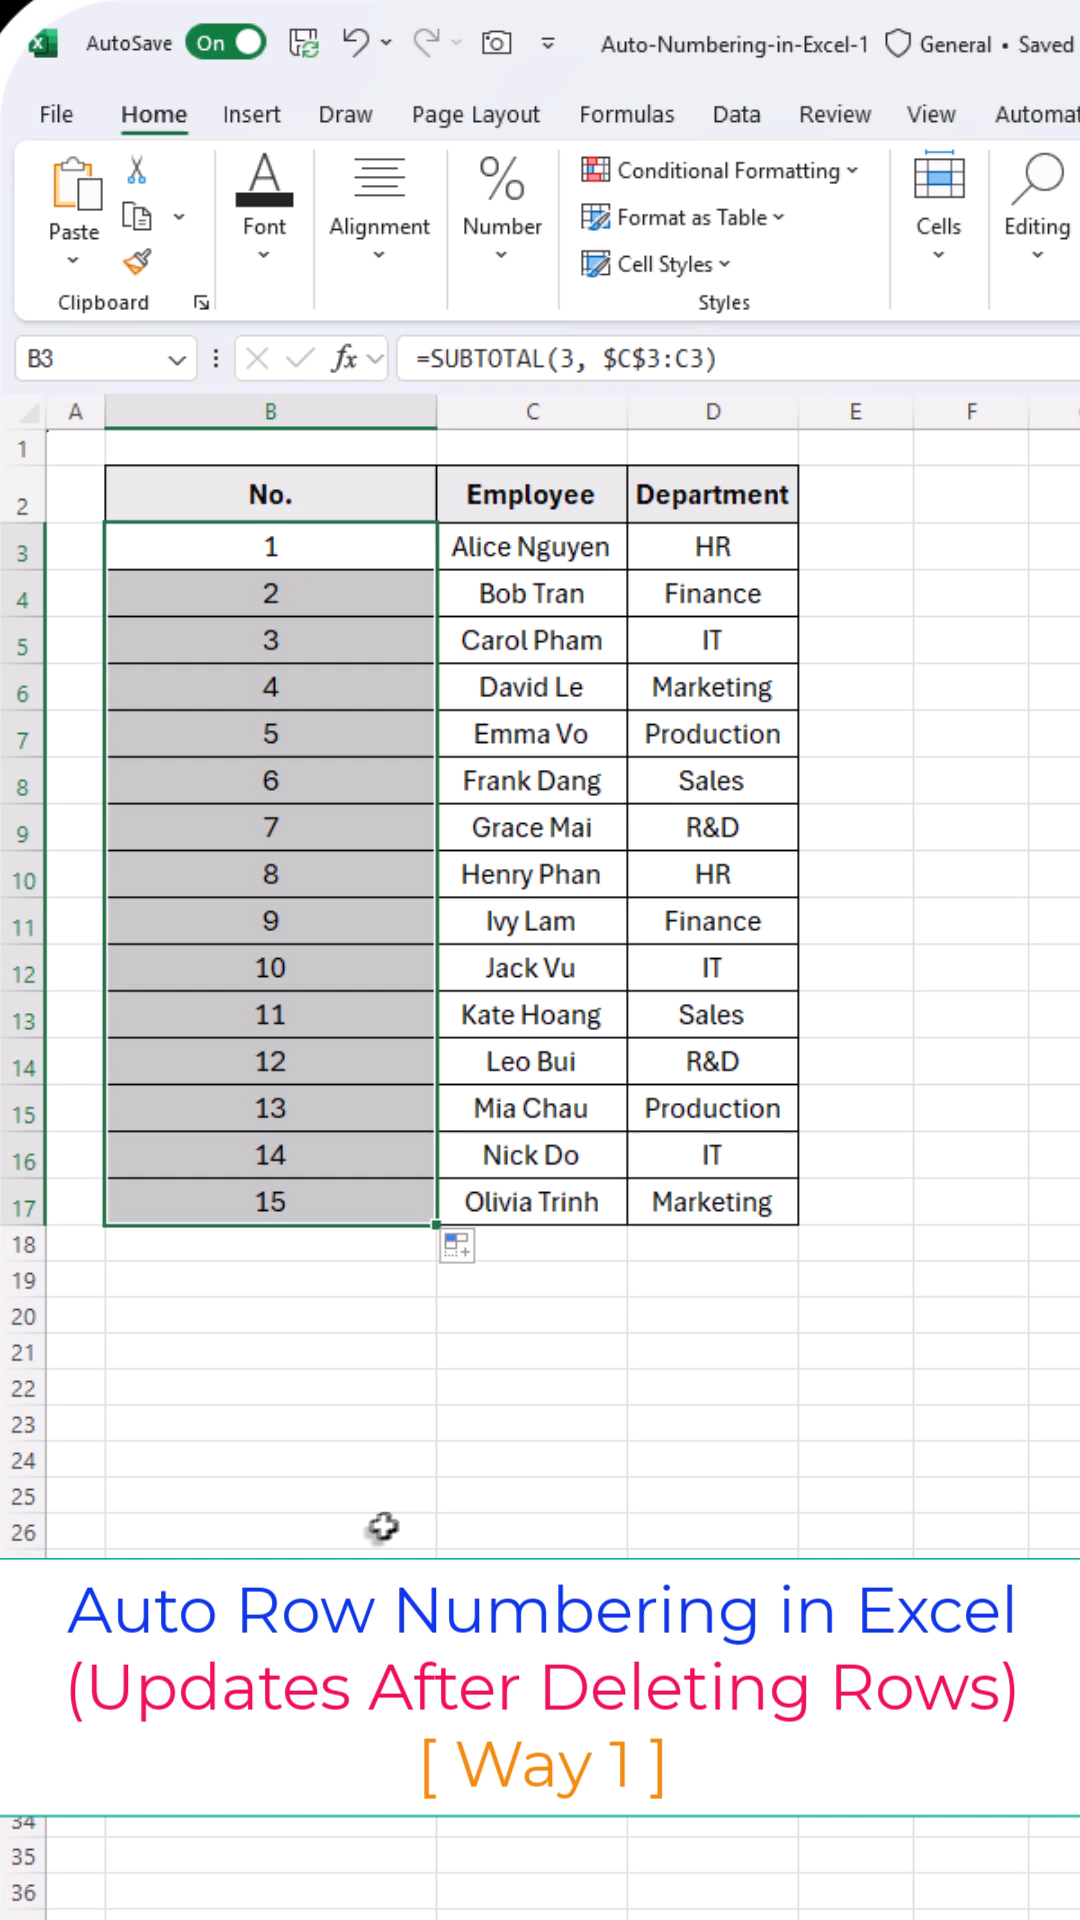 AutoSave On Auto-Numbering-in-Excel-1 General • Saved
File Home Insert Draw Page Layout Formulas Data Review View Automat
Paste Font Alignment Number Conditional Formatting Format as Table Cell Styles Cells Editing
Clipboard Styles
B3 fx =SUBTOTAL(3, $C$3:C3)
A B C D E F
1
2 No. Employee Department
3 1 Alice Nguyen HR
4 2 Bob Tran Finance
5 3 Carol Pham IT
6 4 David Le Marketing
7 5 Emma Vo Production
8 6 Frank Dang Sales
9 7 Grace Mai R&D
10 8 Henry Phan HR
11 9 Ivy Lam Finance
12 10 Jack Vu IT
13 11 Kate Hoang Sales
14 12 Leo Bui R&D
15 13 Mia Chau Production
16 14 Nick Do IT
17 15 Olivia Trinh Marketing
18
19
20
21
22
23
24
25
26
Auto Row Numbering in Excel
(Updates After Deleting Rows)
[ Way 1 ]
34
35
36